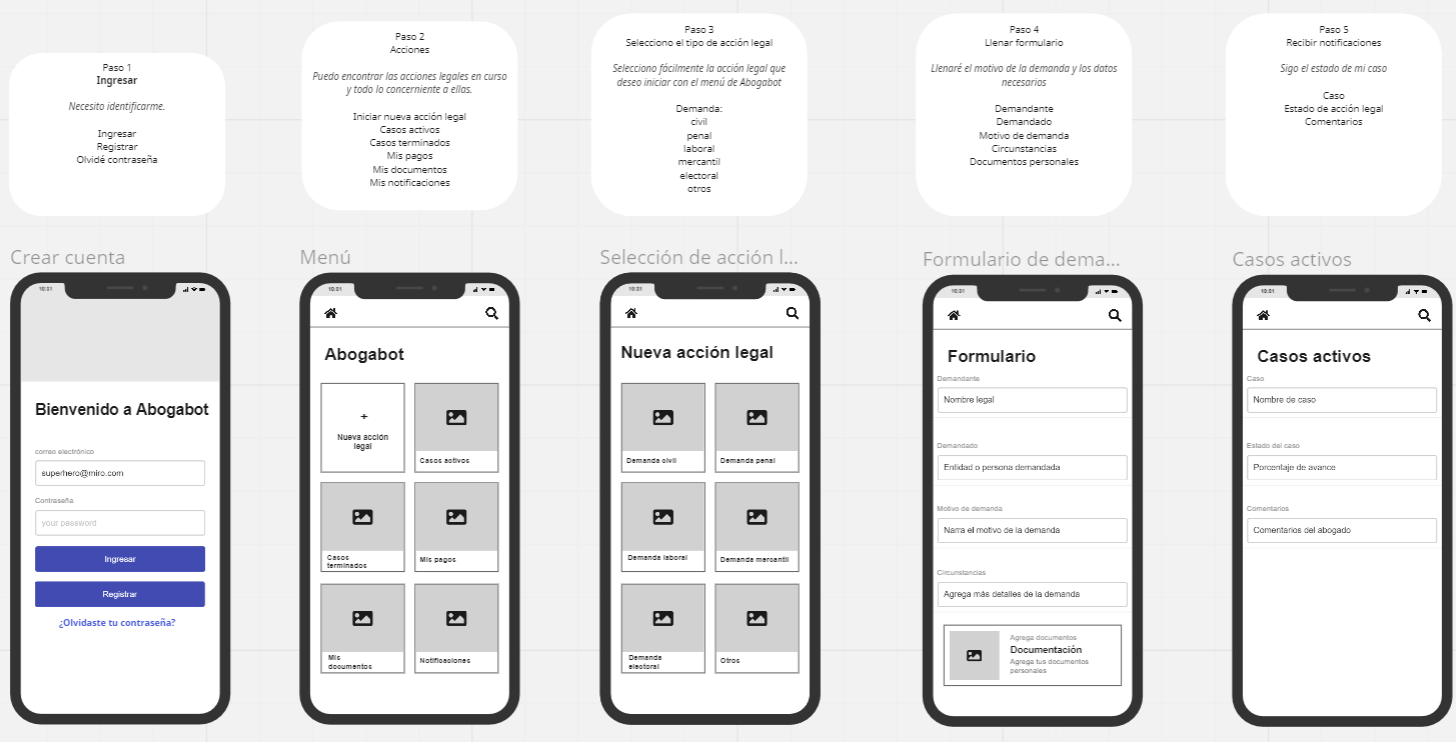 Paso 1
Ingresar
Necesito identificarme.
Ingresar
Registrar
Olvidé contraseña
Paso 2
Acciones
Puedo encontrar las acciones legales en curso
y todo lo concerniente a ellas.
Iniciar nueva acción legal
Casos activos
Casos terminados
Mis pagos
Mis documentos
Mis notificaciones
Paso 3
Selecciono el tipo de acción legal
Selecciono fácilmente la acción legal que
deseo iniciar con el menú de Abogabot
Demanda:
civil
penal
laboral
mercantil
electoral
otros
Paso 4
Llenar formulario
Llenaré el motivo de la demanda y los datos
necesarios
Demandante
Demandado
Motivo de demanda
Circunstancias
Documentos personales
Paso 5
Recibir notificaciones
Sigo el estado de mi caso
Caso
Estado de acción legal
Comentarios
Crear cuenta
10:01
Bienvenido a Abogabot
correo electrónico
superhero@miro.com
Contraseña
your password
Ingresar
Registrar
¿Olvidaste tu contraseña?
Menú
10:01
Abogabot
+
Nueva acción
legal
Casos activos
Casos
terminados
Mis pagos
Mis
documentos
Notificaciones
Selección de acción l...
10:01
Nueva acción legal
Demanda civil
Demanda penal
Demanda laboral
Demanda mercantil
Demanda
electoral
Otros
Formulario de dema...
10:01
Formulario
Demandante
Nombre legal
Demandado
Entidad o persona demandada
Motivo de demanda
Narra el motivo de la demanda
Circunstancias
Agrega más detalles de la demanda
Agrega documentos
Documentación
Agrega tus documentos
personales
Casos activos
10:01
Casos activos
Caso
Nombre de caso
Estado del caso
Porcentaje de avance
Comentarios
Comentarios del abogado